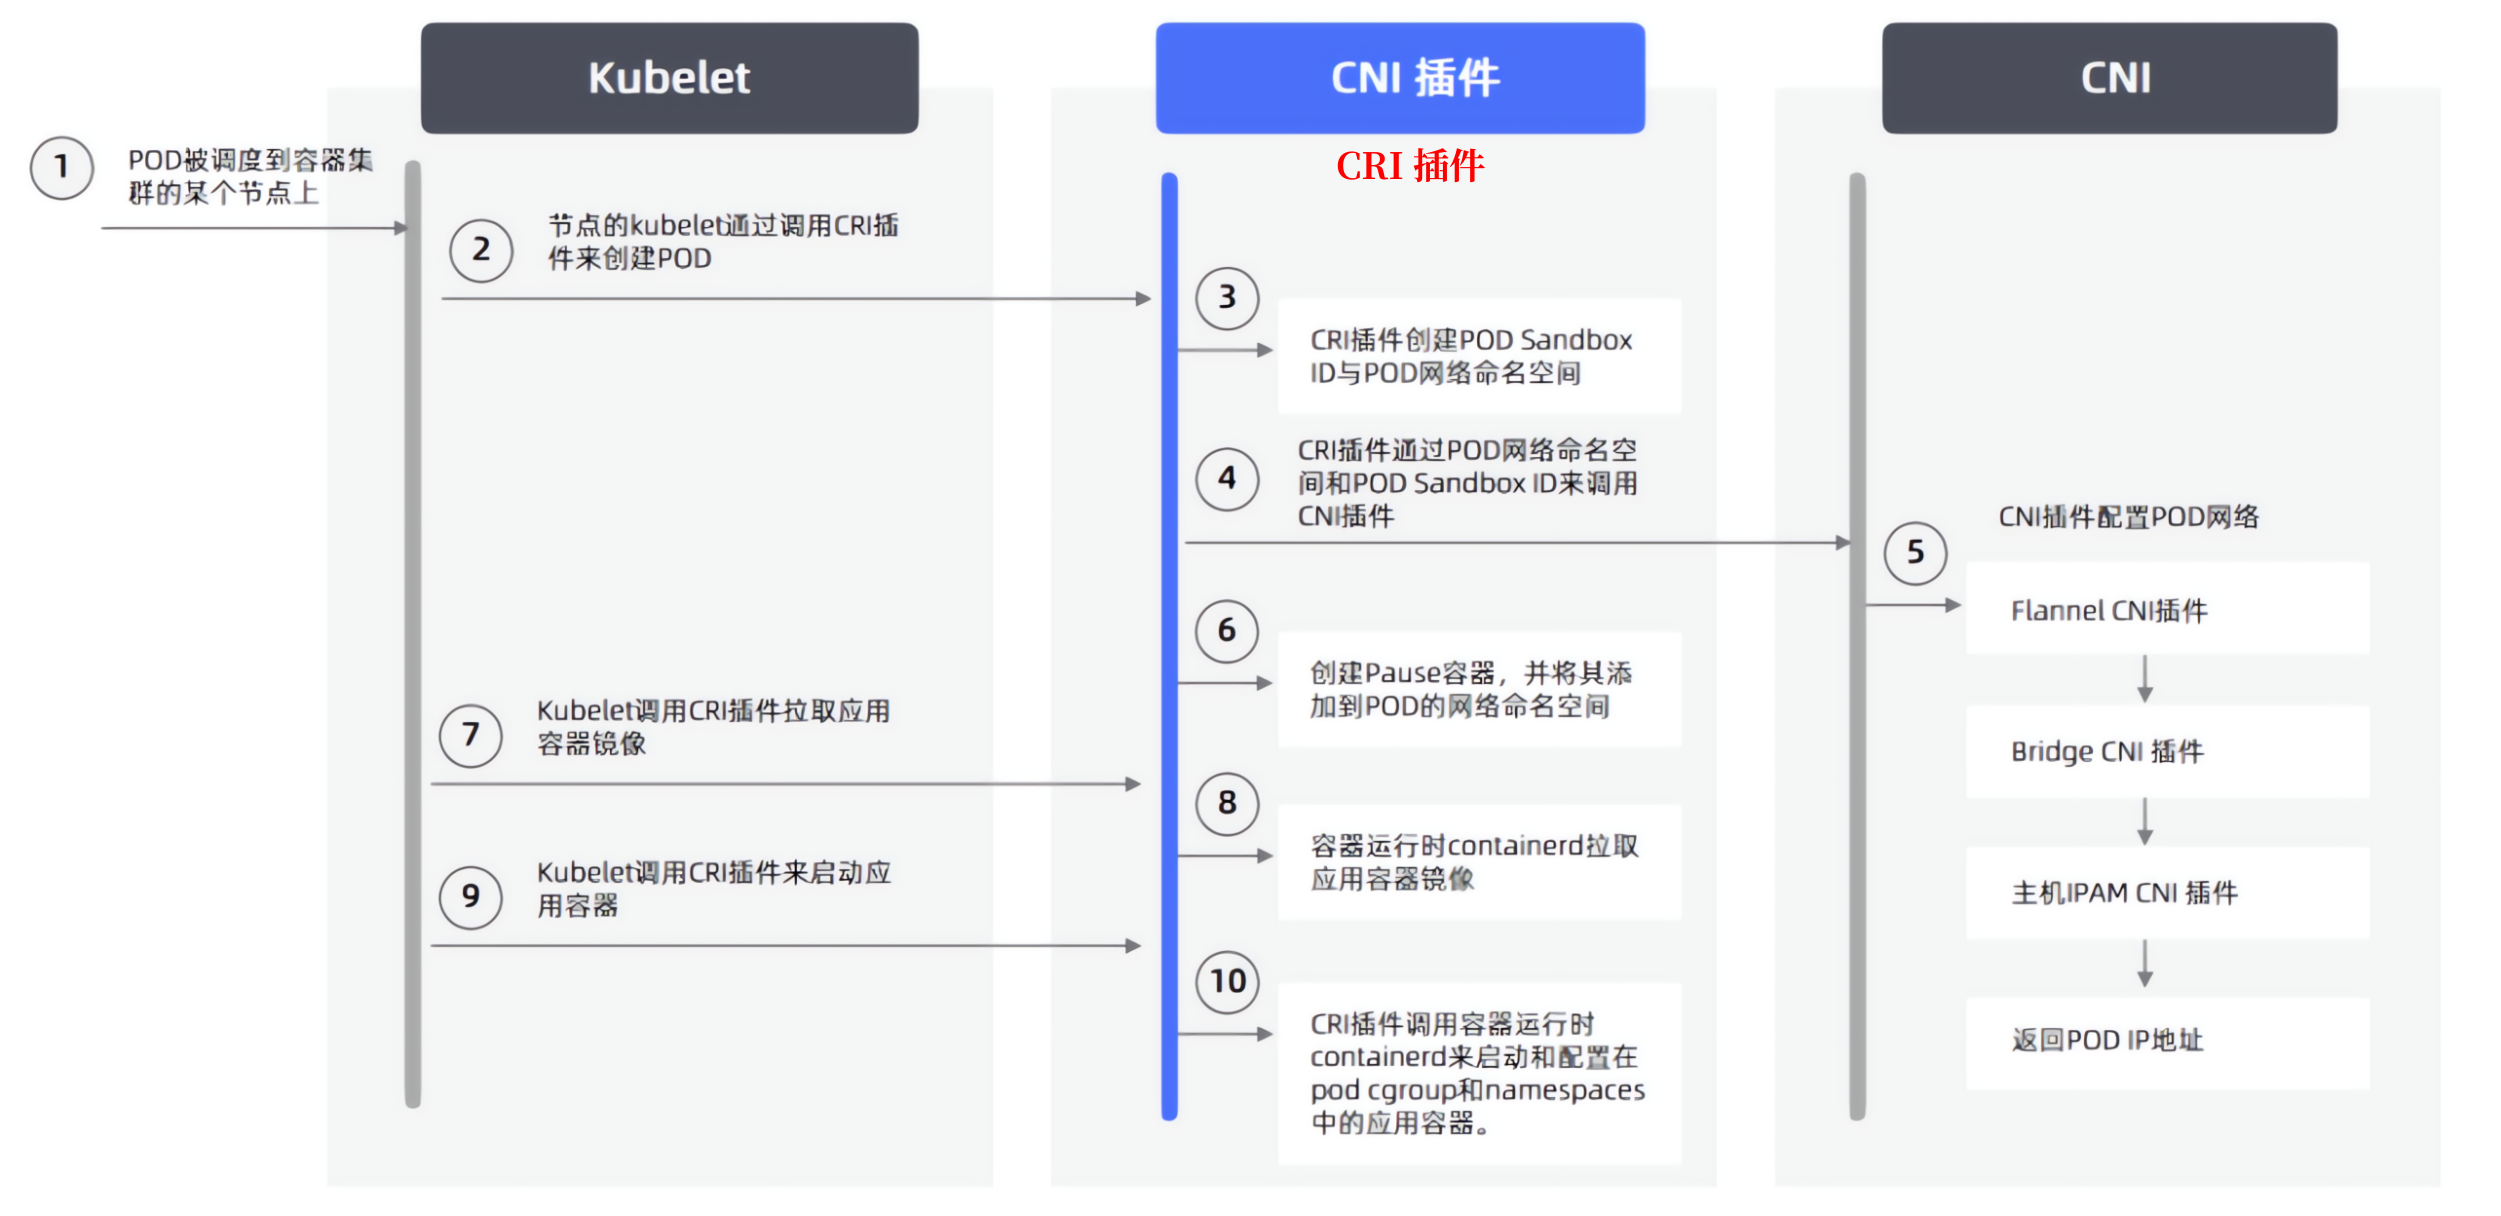 Kubelet
CNI 插件
CNI
CRI 插件
1
POD被调度到容器集
群的某个节点上
2
节点的kubelet通过调用CRI插
件来创建POD
3
CRI插件创建POD Sandbox
ID与POD网络命名空间
4
CRI插件通过POD网络命名空
间和POD Sandbox ID来调用
CNI插件
5
CNI插件配置POD网络
Flannel CNI插件
Bridge CNI 插件
主机IPAM CNI 插件
返回POD IP地址
6
创建Pause容器，并将其添
加到POD的网络命名空间
7
Kubelet调用CRI插件拉取应用
容器镜像
8
容器运行时containerd拉取
应用容器镜像
9
Kubelet调用CRI插件来启动应
用容器
10
CRI插件调用容器运行时
containerd来启动和配置在
pod cgroup和namespaces
中的应用容器。